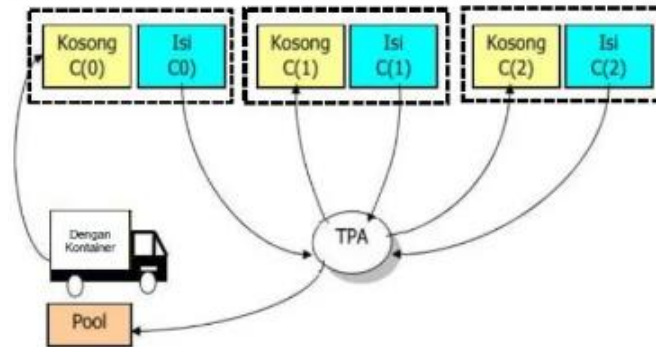 Kosong
C(0)
Isi
C0)
Kosong
C(1)
Isi
C(1)
Kosong
C(2)
Isi
C(2)
Dengan
Kontainer
TPA
Pool